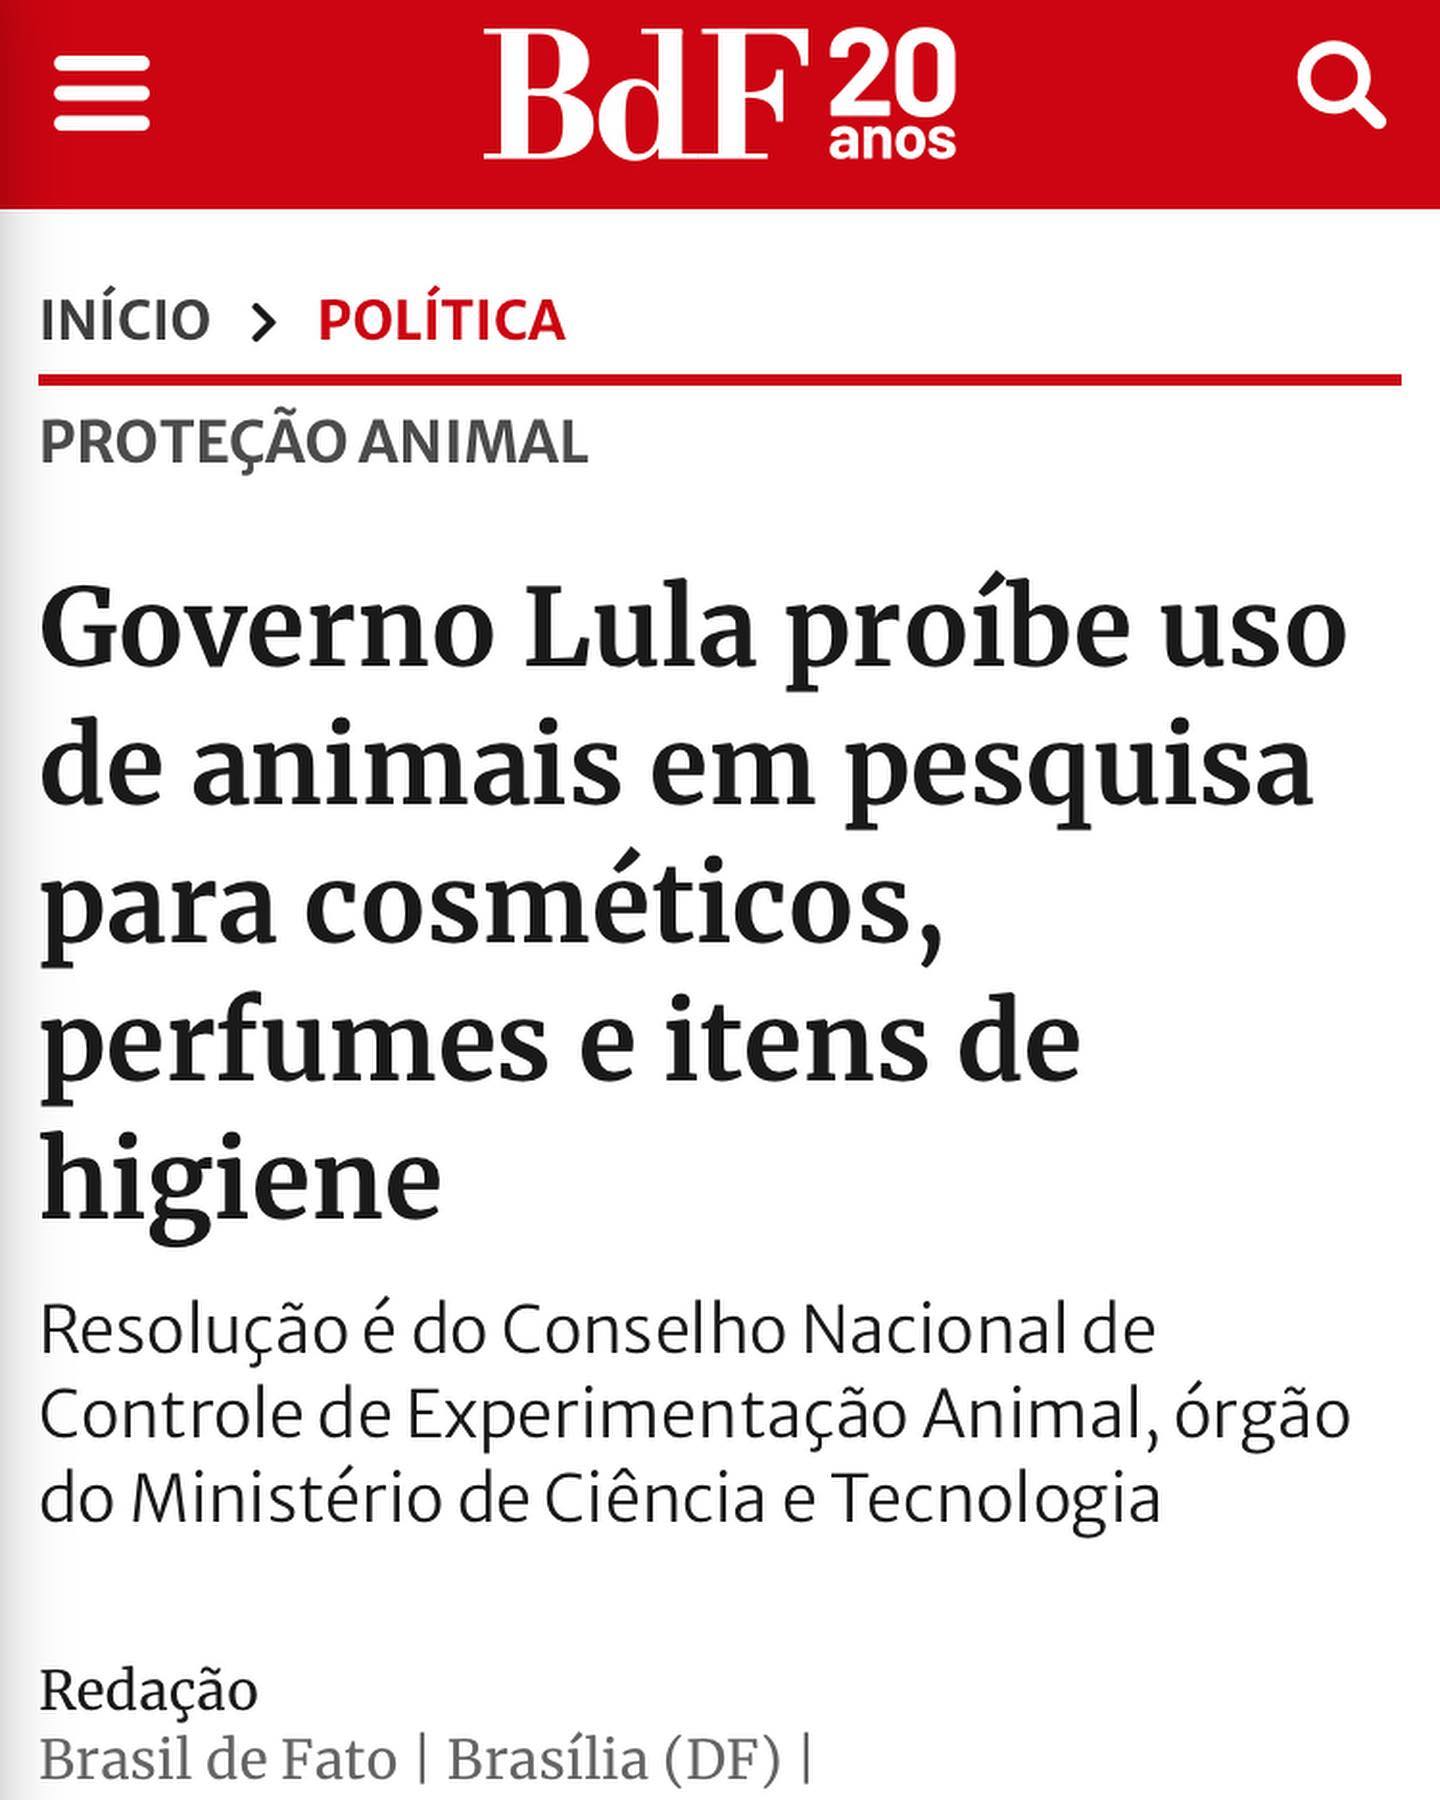 BdF 20
anos
INÍCIO > POLÍTICA
PROTEÇÃO ANIMAL
Governo Lula proíbe uso
de animais em pesquisa
para cosméticos,
perfumes e itens de
higiene
Resolução é do Conselho Nacional de
Controle de Experimentação Animal, órgão
do Ministério de Ciência e Tecnologia
Redação
Brasil de Fato | Brasília (DF) |